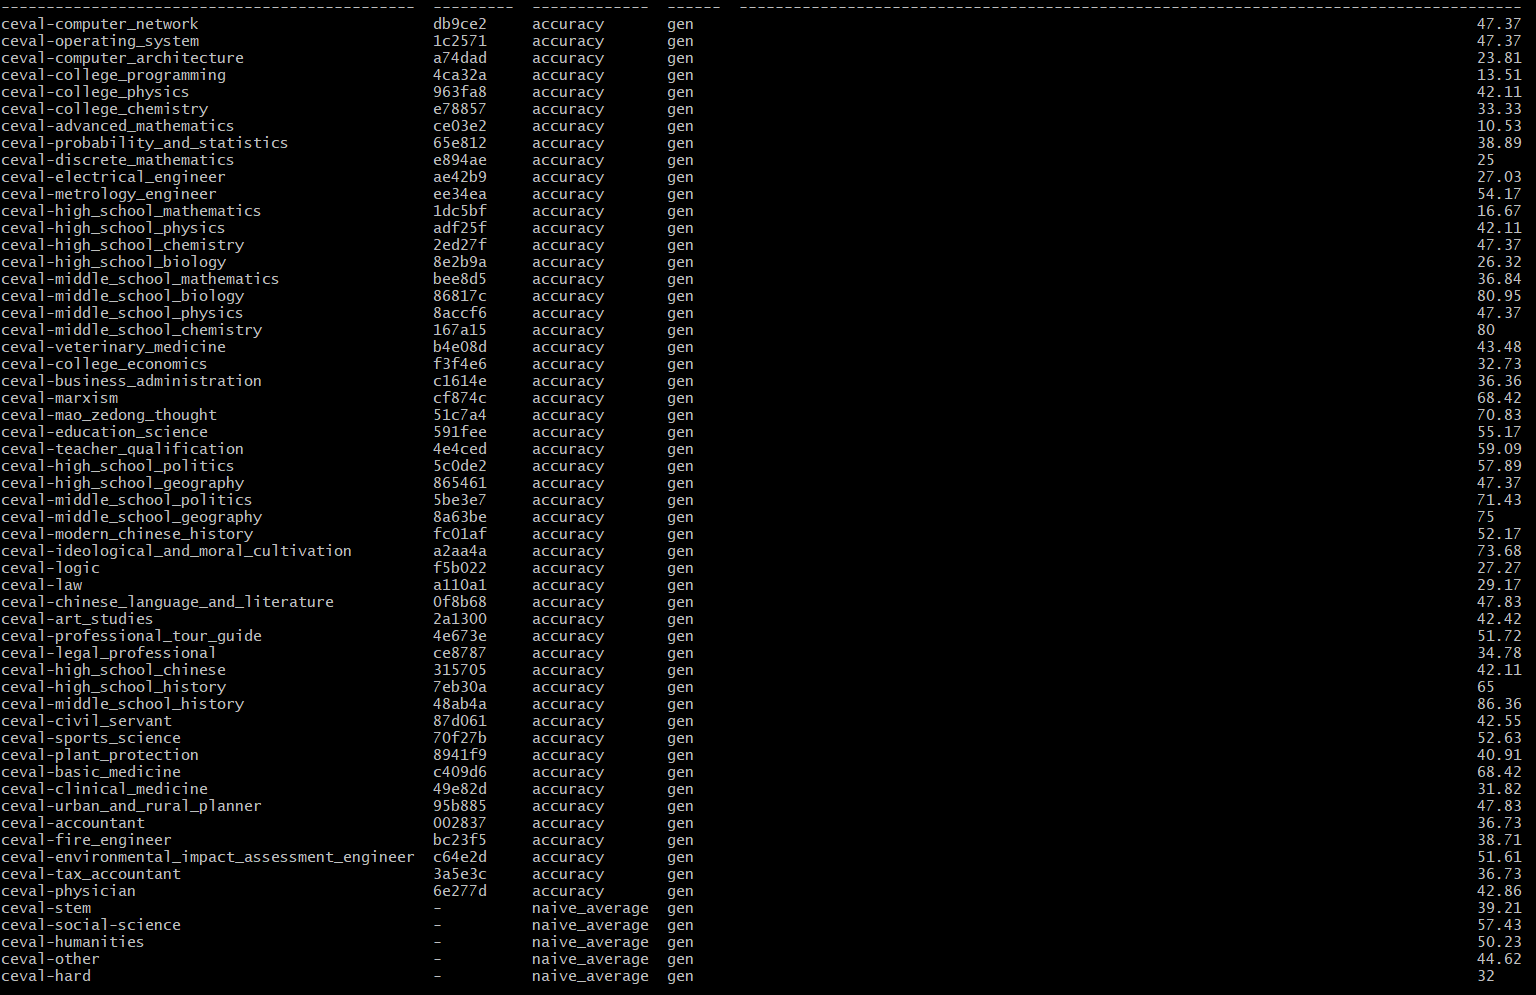 ---------------------------------------------- --------- ------------- ------ ---------------------------------------------------------------------------------------
ceval-computer_network db9ce2 accuracy gen 47.37
ceval-operating_system 1c2571 accuracy gen 47.37
ceval-computer_architecture a74dad accuracy gen 23.81
ceval-college_programming 4ca32a accuracy gen 13.51
ceval-college_physics 963fa8 accuracy gen 42.11
ceval-college_chemistry e78857 accuracy gen 33.33
ceval-advanced_mathematics ce03e2 accuracy gen 10.53
ceval-probability_and_statistics 65e812 accuracy gen 38.89
ceval-discrete_mathematics e894ae accuracy gen 25
ceval-electrical_engineer ae42b9 accuracy gen 27.03
ceval-metrology_engineer ee34ea accuracy gen 54.17
ceval-high_school_mathematics 1dc5bf accuracy gen 16.67
ceval-high_school_physics adf25f accuracy gen 42.11
ceval-high_school_chemistry 2ed27f accuracy gen 47.37
ceval-high_school_biology 8e2b9a accuracy gen 26.32
ceval-middle_school_mathematics bee8d5 accuracy gen 36.84
ceval-middle_school_biology 86817c accuracy gen 80.95
ceval-middle_school_physics 8accf6 accuracy gen 47.37
ceval-middle_school_chemistry 167a15 accuracy gen 80
ceval-veterinary_medicine b4e08d accuracy gen 43.48
ceval-college_economics f3f4e6 accuracy gen 32.73
ceval-business_administration c1614e accuracy gen 36.36
ceval-marxism cf874c accuracy gen 68.42
ceval-mao_zedong_thought 51c7a4 accuracy gen 70.83
ceval-education_science 591fee accuracy gen 55.17
ceval-teacher_qualification 4e4ced accuracy gen 59.09
ceval-high_school_politics 5c0de2 accuracy gen 57.89
ceval-high_school_geography 865461 accuracy gen 47.37
ceval-middle_school_politics 5be3e7 accuracy gen 71.43
ceval-middle_school_geography 8a63be accuracy gen 75
ceval-modern_chinese_history fc01af accuracy gen 52.17
ceval-ideological_and_moral_cultivation a2aa4a accuracy gen 73.68
ceval-logic f5b022 accuracy gen 27.27
ceval-law a110a1 accuracy gen 29.17
ceval-chinese_language_and_literature 0f8b68 accuracy gen 47.83
ceval-art_studies 2a1300 accuracy gen 42.42
ceval-professional_tour_guide 4e673e accuracy gen 51.72
ceval-legal_professional ce8787 accuracy gen 34.78
ceval-high_school_chinese 315705 accuracy gen 42.11
ceval-high_school_history 7eb30a accuracy gen 65
ceval-middle_school_history 48ab4a accuracy gen 86.36
ceval-civil_servant 87d061 accuracy gen 42.55
ceval-sports_science 70f27b accuracy gen 52.63
ceval-plant_protection 8941f9 accuracy gen 40.91
ceval-basic_medicine c409d6 accuracy gen 68.42
ceval-clinical_medicine 49e82d accuracy gen 31.82
ceval-urban_and_rural_planner 95b885 accuracy gen 47.83
ceval-accountant 002837 accuracy gen 36.73
ceval-fire_engineer bc23f5 accuracy gen 38.71
ceval-environmental_impact_assessment_engineer c64e2d accuracy gen 51.61
ceval-tax_accountant 3a5e3c accuracy gen 36.73
ceval-physician 6e277d accuracy gen 42.86
ceval-stem - naive_average gen 39.21
ceval-social-science - naive_average gen 57.43
ceval-humanities - naive_average gen 50.23
ceval-other - naive_average gen 44.62
ceval-hard - naive_average gen 32